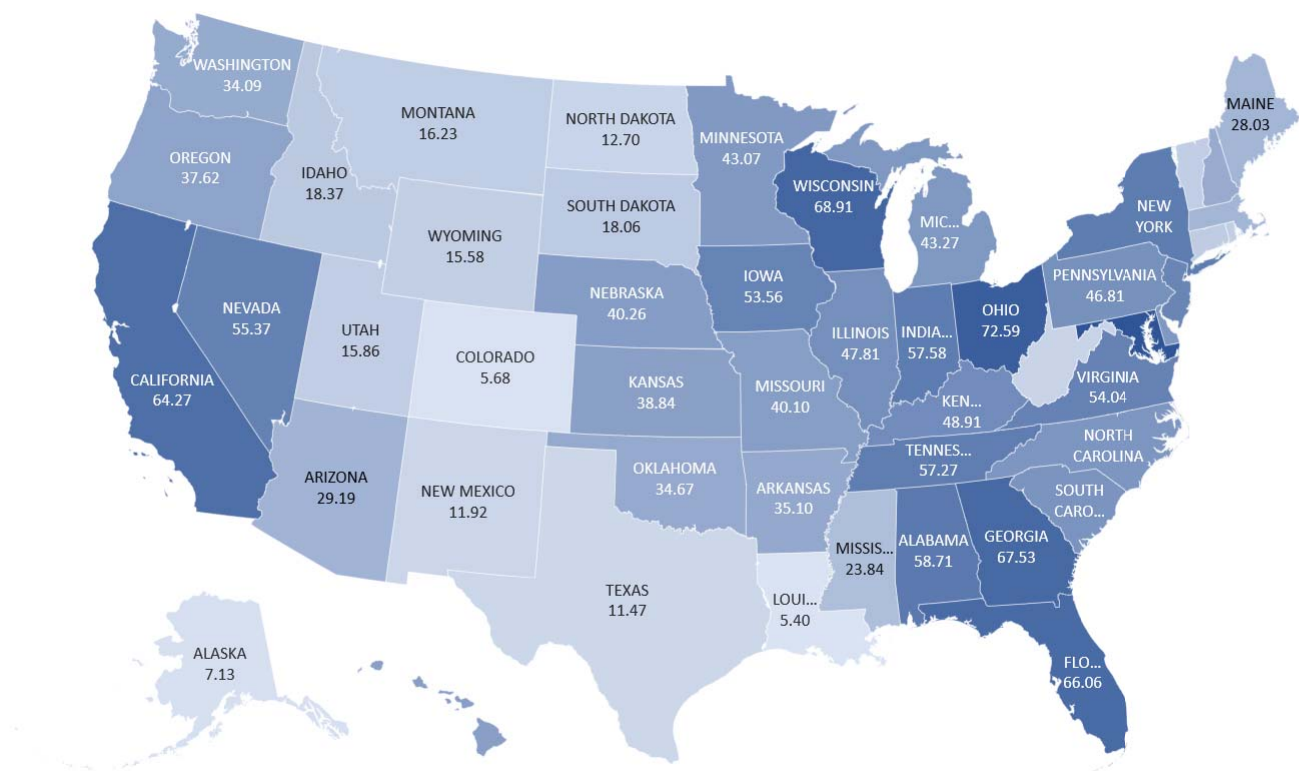 WASHINGTON
34.09
MONTANA
16.23
NORTH DAKOTA
12.70
MINNESOTA
43.07
MAINE
28.03
OREGON
37.62
IDAHO
18.37
WISCONSIN
68.91
SOUTH DAKOTA
18.06
MIC...
43.27
NEW
YORK
WYOMING
15.58
IOWA
53.56
PENNSYLVANIA
46.81
NEBRASKA
40.26
NEVADA
55.37
UTAH
15.86
ILLINOIS
47.81
INDIA...
57.58
OHIO
72.59
COLORADO
5.68
CALIFORNIA
64.27
KANSAS
38.84
MISSOURI
40.10
VIRGINIA
54.04
KEN...
48.91
NORTH
CAROLINA
TENNES...
57.27
ARIZONA
29.19
OKLAHOMA
34.67
NEW MEXICO
11.92
ARKANSAS
35.10
SOUTH
CARO...
MISSIS...
23.84
ALABAMA
58.71
GEORGIA
67.53
TEXAS
11.47
LOUI...
5.40
ALASKA
7.13
FLO...
66.06